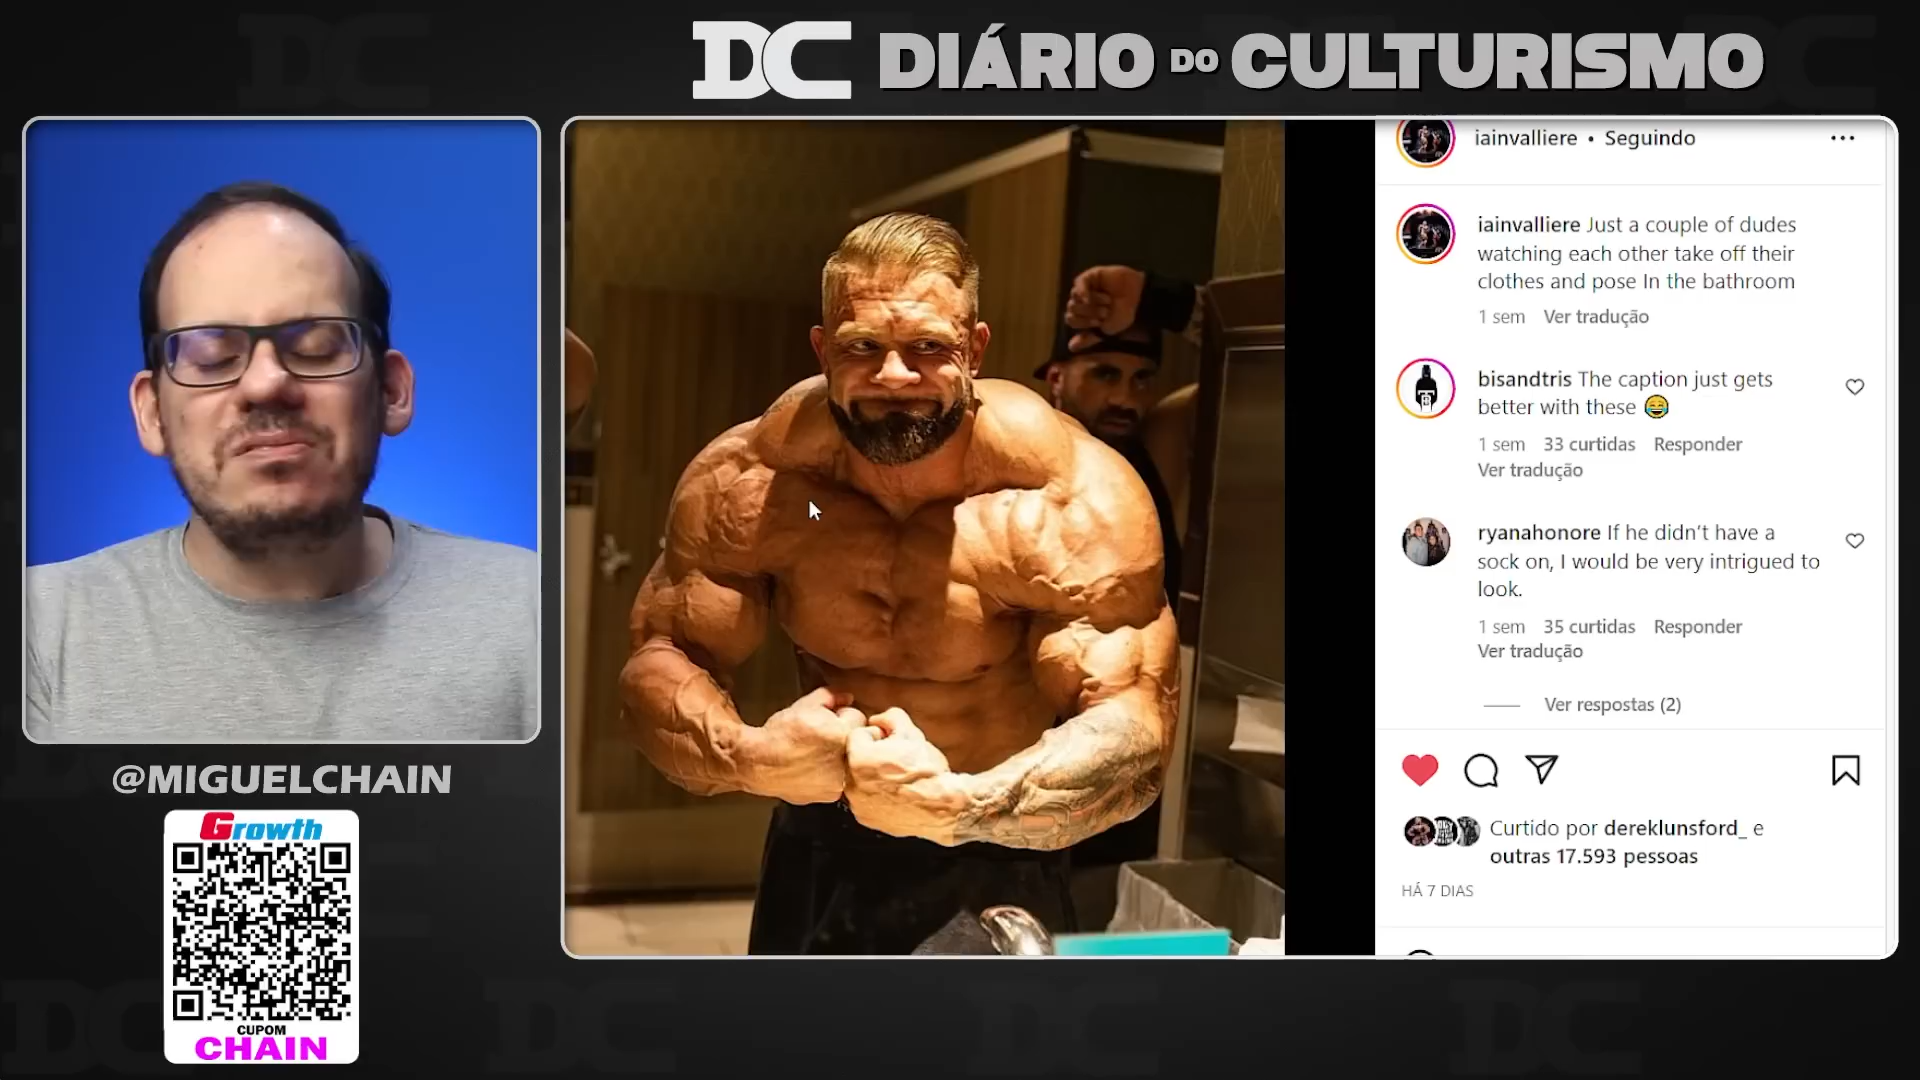 DC DIÁRIO DO CULTURISMO
iainvalliere • Seguindo
iainvalliere Just a couple of dudes
watching each other take off their
clothes and pose In the bathroom
1 sem Ver tradução
bisandtris The caption just gets
better with these 😂
1 sem 33 curtidas Responder
Ver tradução
ryanahonore If he didn’t have a
sock on, I would be very intrigued to
look.
1 sem 35 curtidas Responder
Ver tradução
Ver respostas (2)
Curtido por dereklunsford_ e
outras 17.593 pessoas
HÁ 7 DIAS
@MIGUELCHAIN
Growth
CUPOM
CHAIN